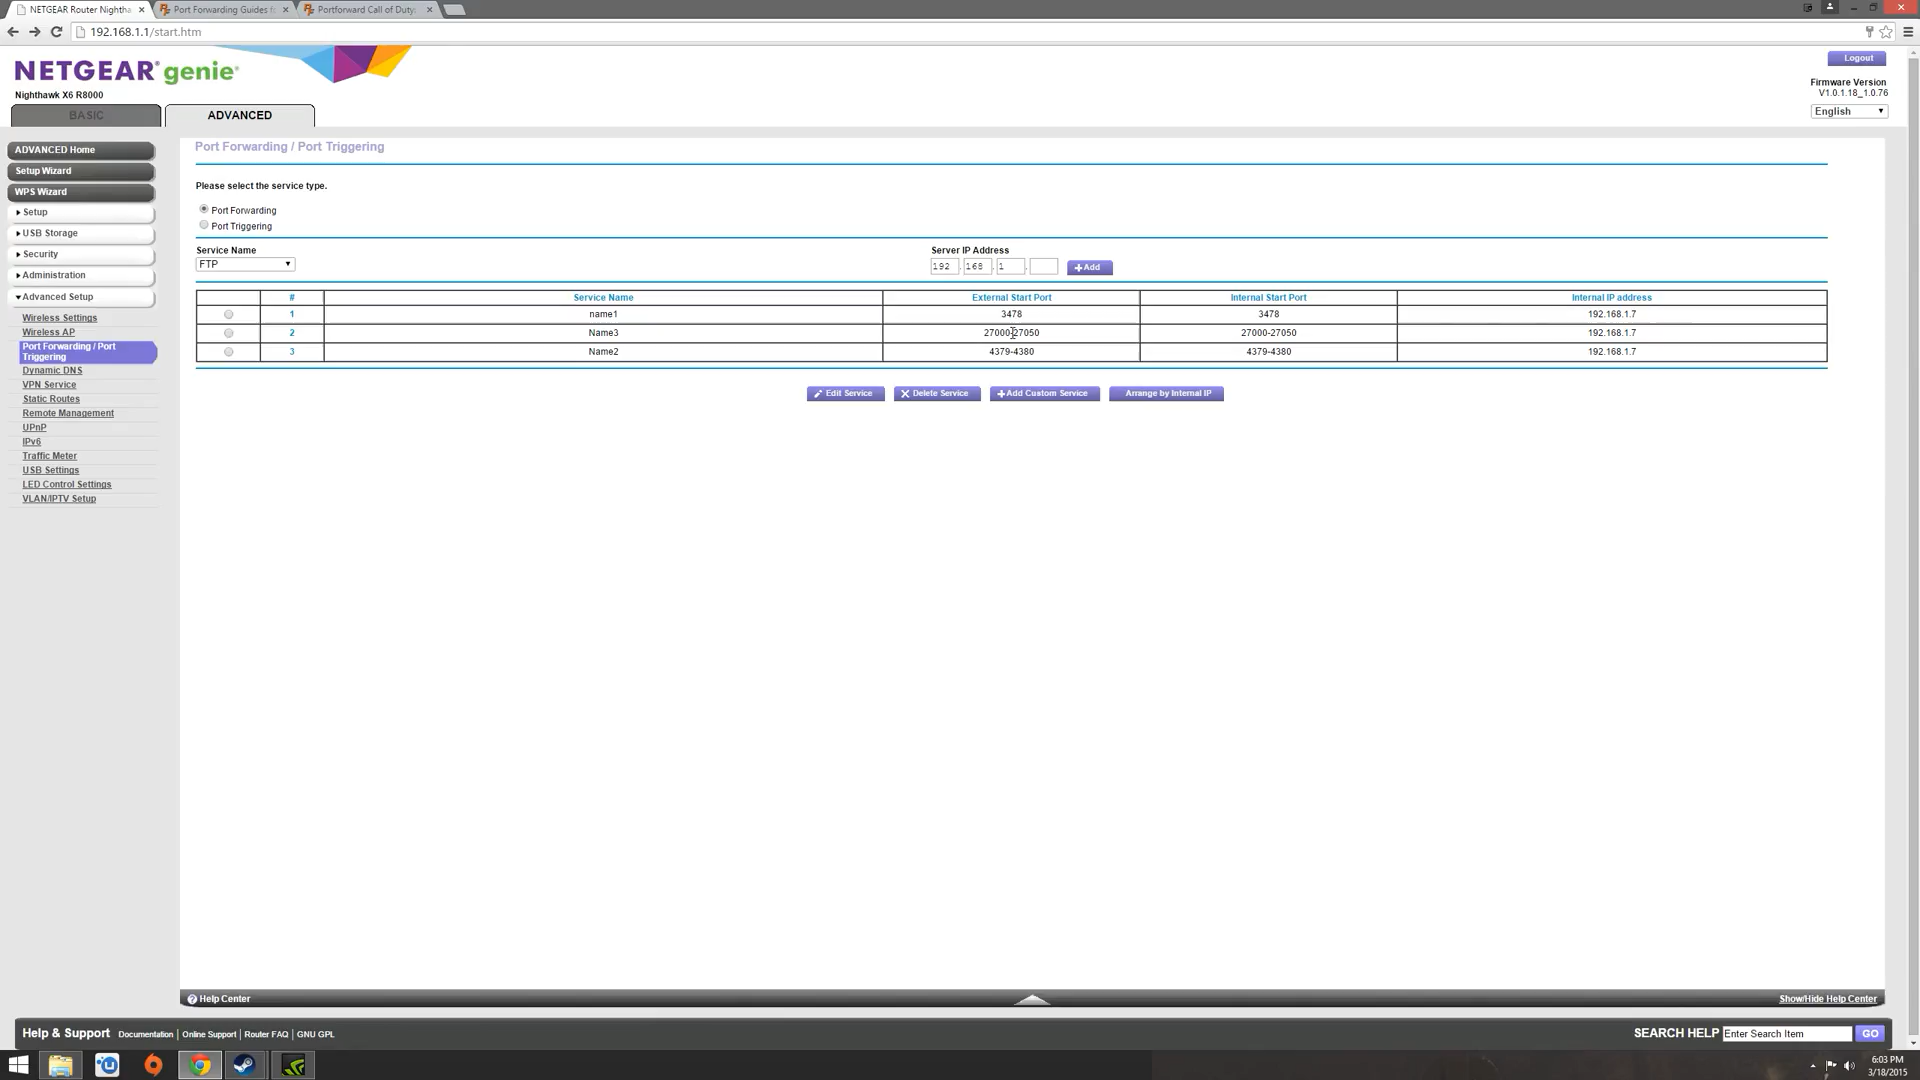 NETGEAR Router Nightha
Port Forwarding Guides f
Portforward Call of Duty:
192.168.1.1/start.htm
NETGEAR® genie®
Nighthawk X6 R8000
Logout
Firmware Version
V1.0.1.18_1.0.76
English
BASIC
ADVANCED
ADVANCED Home
Setup Wizard
WPS Wizard
Setup
USB Storage
Security
Administration
Advanced Setup
Wireless Settings
Wireless AP
Port Forwarding / Port
Triggering
Dynamic DNS
VPN Service
Static Routes
Remote Management
UPnP
IPv6
Traffic Meter
USB Settings
LED Control Settings
VLAN/IPTV Setup
Port Forwarding / Port Triggering
Please select the service type.
Port Forwarding
Port Triggering
Service Name
FTP
Server IP Address
192 . 168 . 1 .
+Add
# Service Name External Start Port Internal Start Port Internal IP address
1 name1 3478 3478 192.168.1.7
2 Name3 27000-27050 27000-27050 192.168.1.7
3 Name2 4379-4380 4379-4380 192.168.1.7
Edit Service
Delete Service
+Add Custom Service
Arrange by Internal IP
Help Center
Show/Hide Help Center
Help & Support Documentation | Online Support | Router FAQ | GNU GPL
SEARCH HELP Enter Search Item GO
6:03 PM
3/18/2015